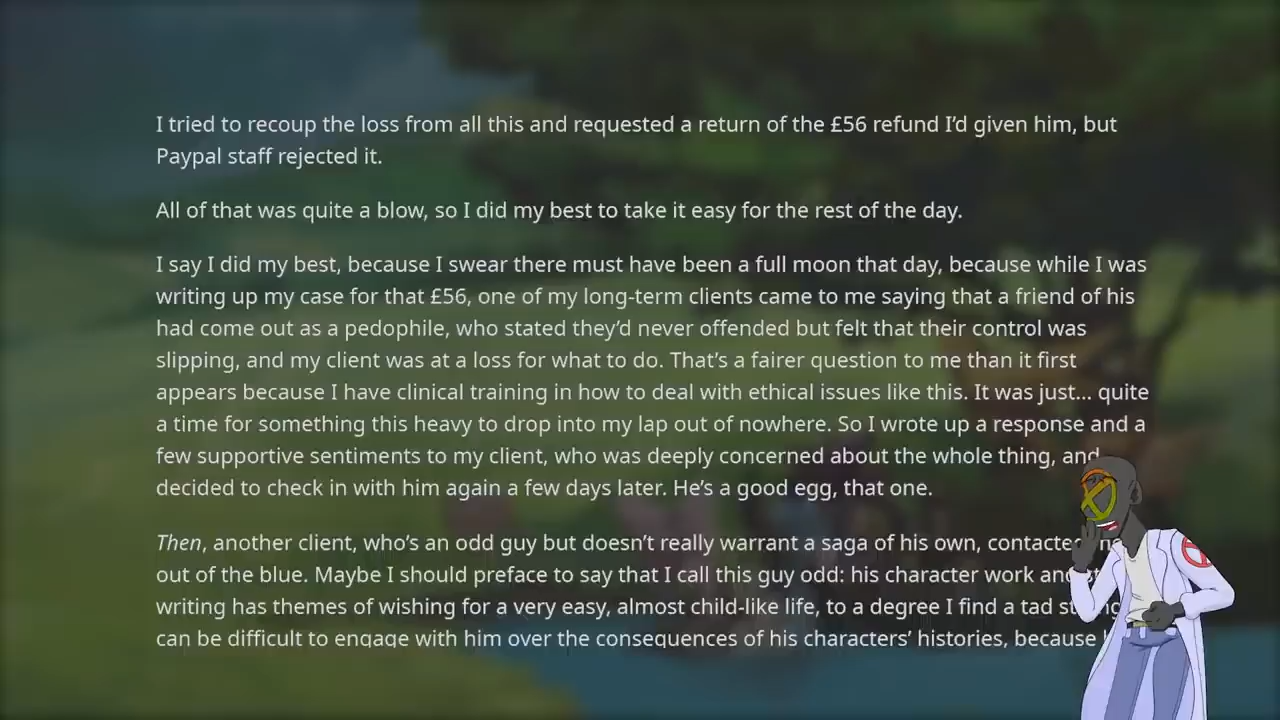 I tried to recoup the loss from all this and requested a return of the £56 refund I’d given him, but
Paypal staff rejected it.
All of that was quite a blow, so I did my best to take it easy for the rest of the day.
I say I did my best, because I swear there must have been a full moon that day, because while I was
writing up my case for that £56, one of my long-term clients came to me saying that a friend of his
had come out as a pedophile, who stated they’d never offended but felt that their control was
slipping, and my client was at a loss for what to do. That’s a fairer question to me than it first
appears because I have clinical training in how to deal with ethical issues like this. It was just... quite
a time for something this heavy to drop into my lap out of nowhere. So I wrote up a response and a
few supportive sentiments to my client, who was deeply concerned about the whole thing, and
decided to check in with him again a few days later. He’s a good egg, that one.
Then, another client, who’s an odd guy but doesn’t really warrant a saga of his own, contacted
out of the blue. Maybe I should preface to say that I call this guy odd: his character work and
writing has themes of wishing for a very easy, almost child-like life, to a degree I find a tad
can be difficult to engage with him over the consequences of his characters’ histories, because